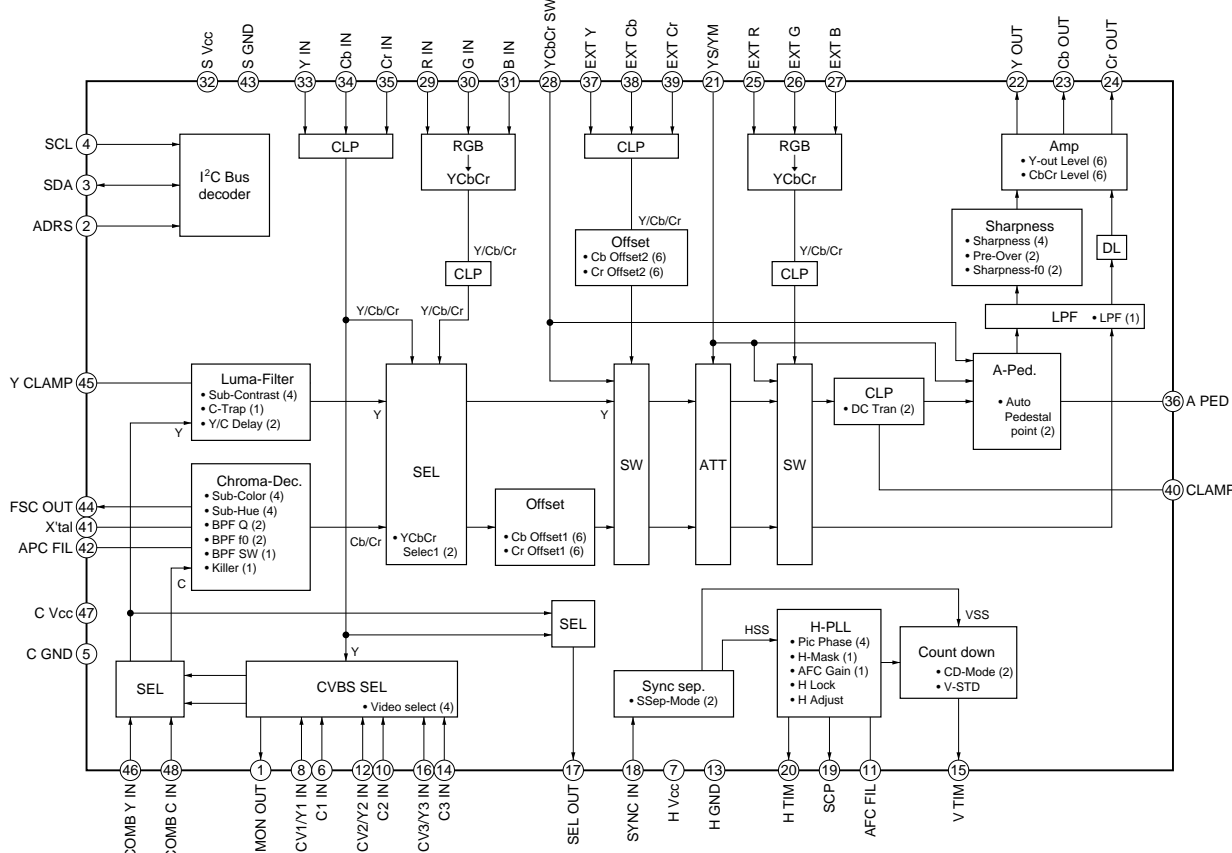 S Vcc
S GND
Y IN
Cb IN
Cr IN
R IN
G IN
B IN
YCbCr SW
EXT Y
EXT Cb
EXT Cr
YS/YM
EXT R
EXT G
EXT B
Y OUT
Cb OUT
Cr OUT
32
43
33
34
35
29
30
31
28
37
38
39
21
25
26
27
22
23
24
SCL 4
SDA 3
ADRS 2
I2C Bus
decoder
CLP
RGB
YCbCr
CLP
RGB
YCbCr
Amp
• Y-out Level (6)
• CbCr Level (6)
Y/Cb/Cr
CLP
Y/Cb/Cr
Offset
• Cb Offset2 (6)
• Cr Offset2 (6)
Y/Cb/Cr
CLP
Sharpness
• Sharpness (4)
• Pre-Over (2)
• Sharpness-f0 (2)
DL
Y/Cb/Cr
Y/Cb/Cr
LPF • LPF (1)
Y CLAMP 45
Luma-Filter
• Sub-Contrast (4)
• C-Trap (1)
• Y/C Delay (2)
Y
Y
SEL
• YCbCr
Selec1 (2)
Y
SW
ATT
SW
CLP
• DC Tran (2)
A-Ped.
• Auto
Pedestal
point (2)
36 A PED
40 CLAMP
FSC OUT 44
X'tal 41
APC FIL 42
Chroma-Dec.
• Sub-Color (4)
• Sub-Hue (4)
• BPF Q (2)
• BPF f0 (2)
• BPF SW (1)
• Killer (1)
C
Cb/Cr
Offset
• Cb Offset1 (6)
• Cr Offset1 (6)
C Vcc 47
C GND 5
SEL
Y
CVBS SEL
• Video select (4)
SEL
Sync sep.
• SSep-Mode (2)
HSS
H-PLL
• Pic Phase (4)
• H-Mask (1)
• AFC Gain (1)
• H Lock
• H Adjust
VSS
Count down
• CD-Mode (2)
• V-STD
46
48
1
8
6
12
10
16
14
17
18
7
13
20
19
11
15
COMB Y IN
COMB C IN
MON OUT
CV1/Y1 IN
C1 IN
CV2/Y2 IN
C2 IN
CV3/Y3 IN
C3 IN
SEL OUT
SYNC IN
H Vcc
H GND
H TIM
SCP
AFC FIL
V TIM